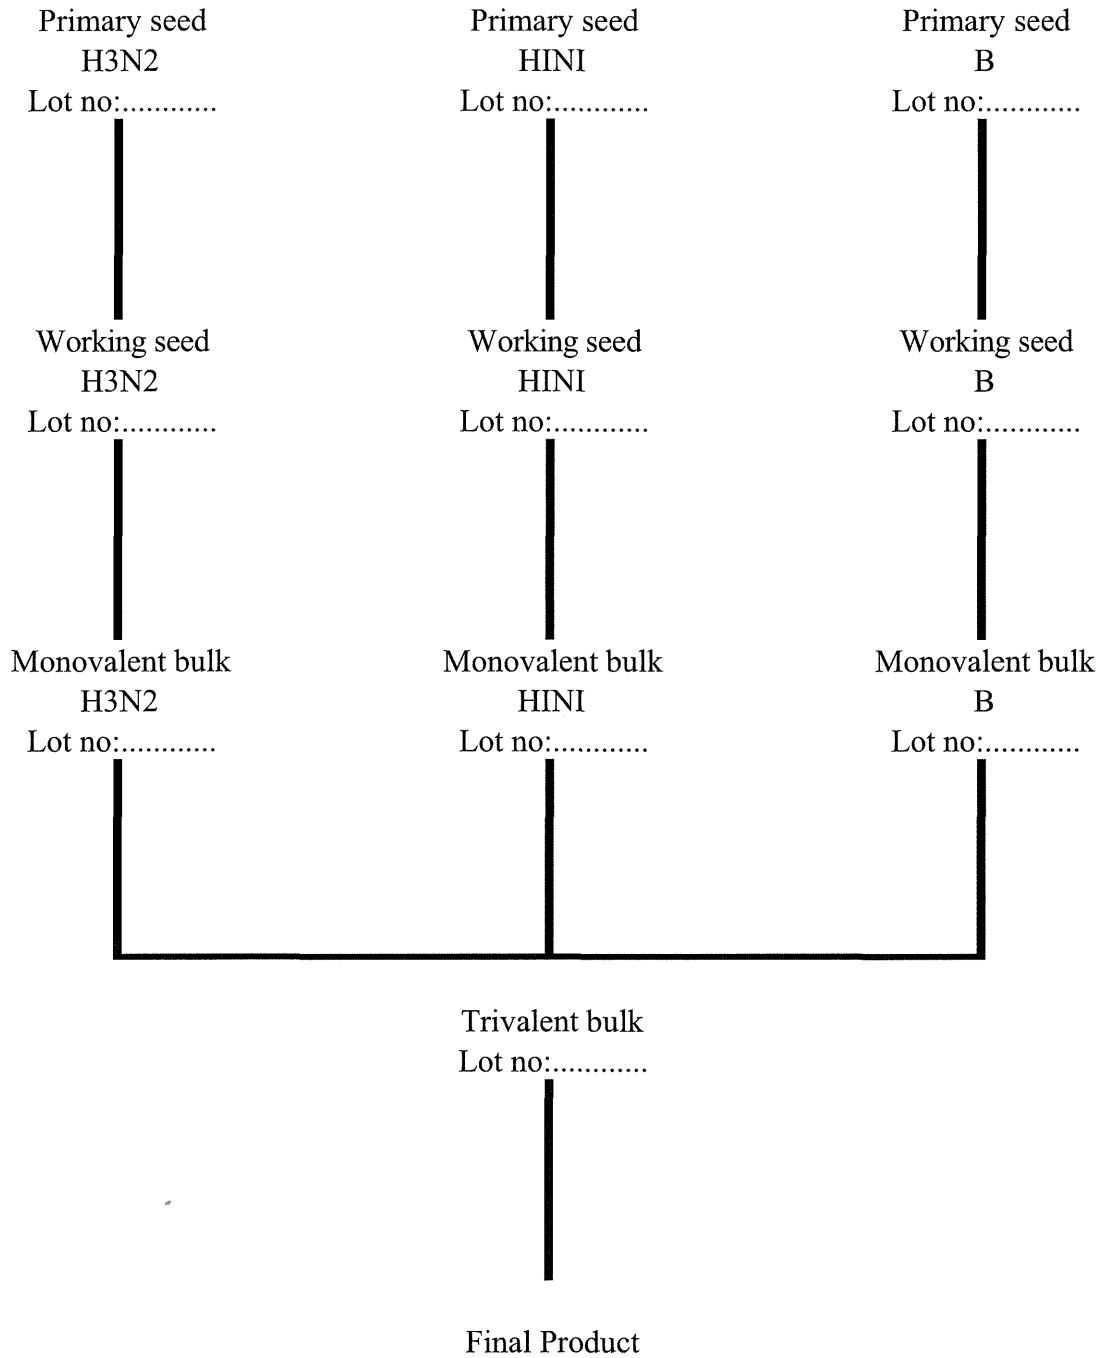 Primary seed Primary seed Primary seed
H3N2 HINI B
Lot no:............ Lot no:............ Lot no:............
Working seed Working seed Working seed
H3N2 HINI B
Lot no:............ Lot no:............ Lot no:............
Monovalent bulk Monovalent bulk Monovalent bulk
H3N2 HINI B
Lot no:............ Lot no:............ Lot no:............
Trivalent bulk
Lot no:............
Final Product